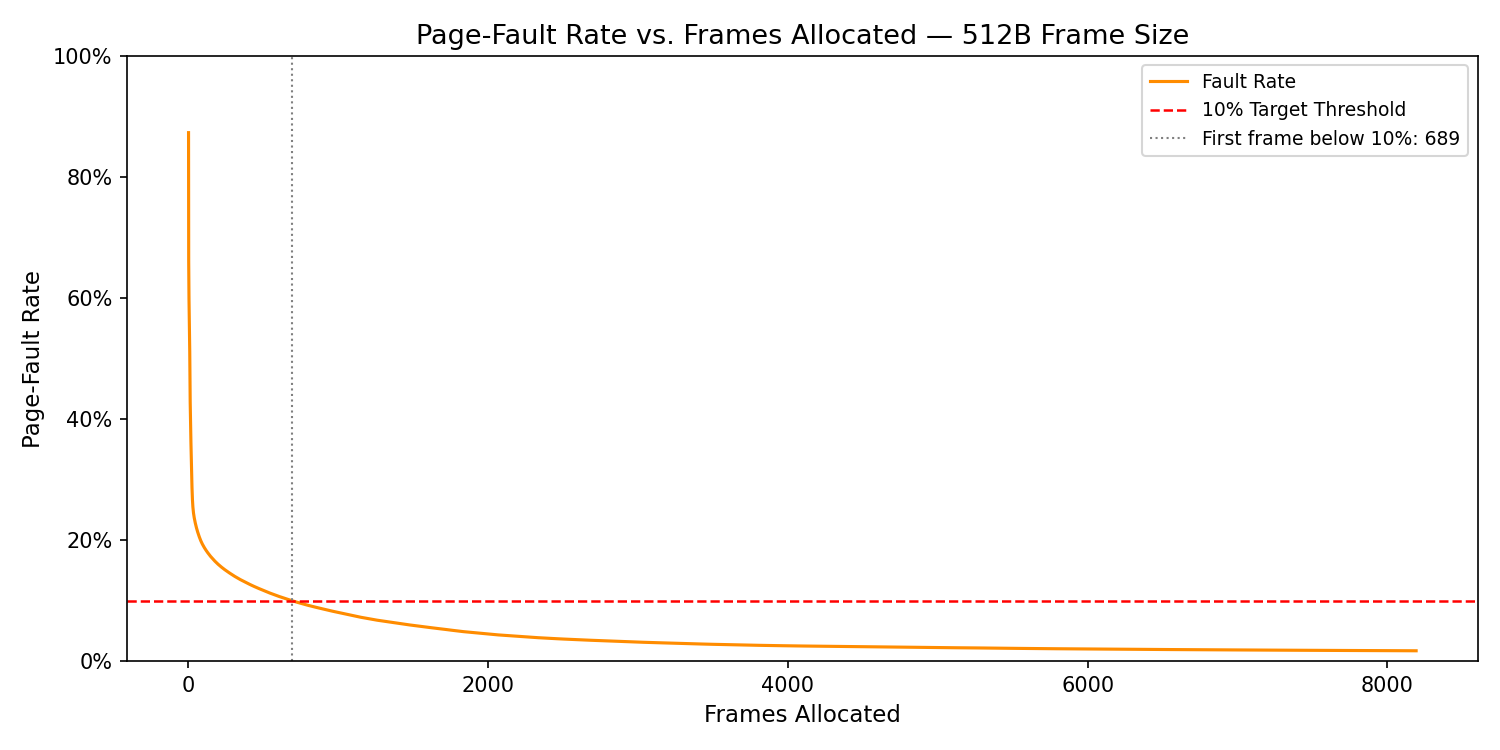 Page-Fault Rate vs. Frames Allocated — 512B Frame Size
100%
80%
60%
40%
20%
0%
Page-Fault Rate
Fault Rate
10% Target Threshold
First frame below 10%: 689
0
2000
4000
6000
8000
Frames Allocated